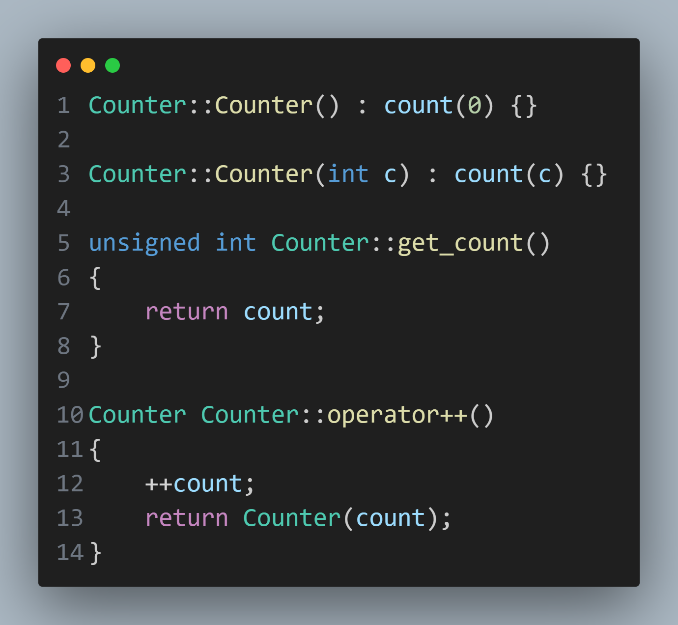 1 Counter::Counter() : count(0) {}
2
3 Counter::Counter(int c) : count(c) {}
4
5 unsigned int Counter::get_count()
6 {
7     return count;
8 }
9
10 Counter Counter::operator++()
11 {
12     ++count;
13     return Counter(count);
14 }